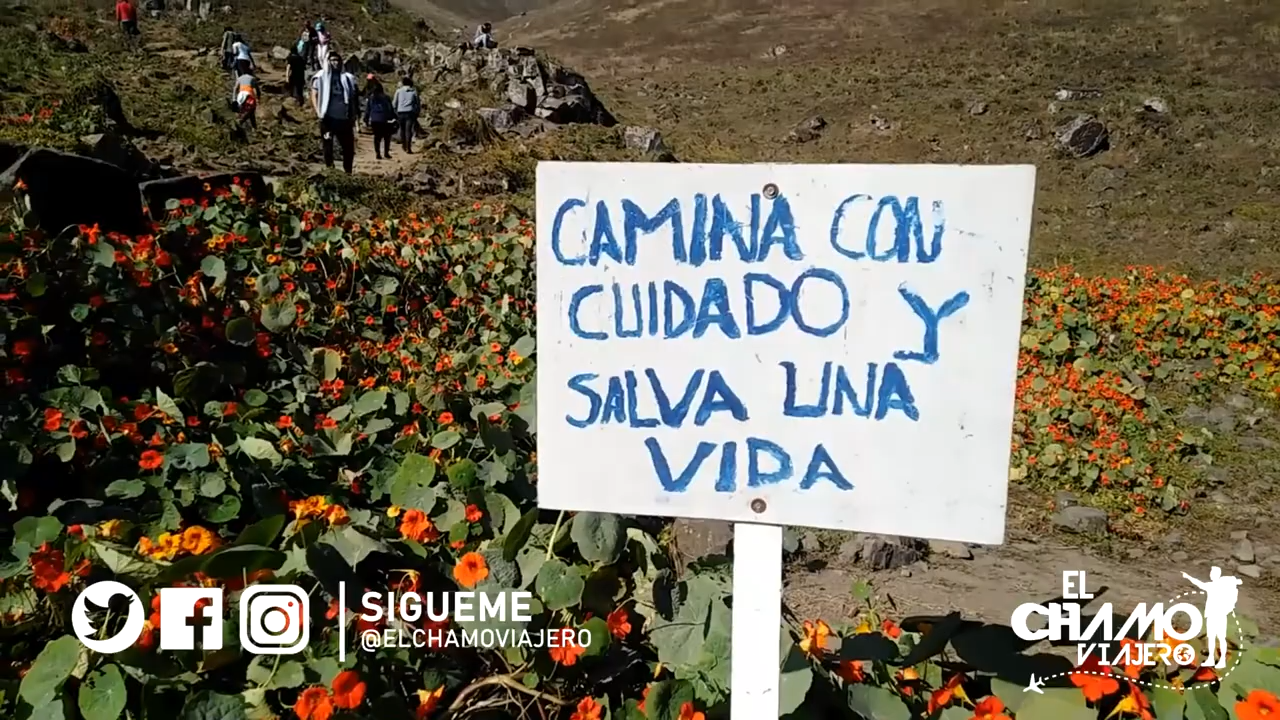 CAMINA CON
CUIDADO Y
SALVA UNA
VIDA
SIGUEME
@ELCHAMOVIAJERO
EL
CHAMO
VIAJERO